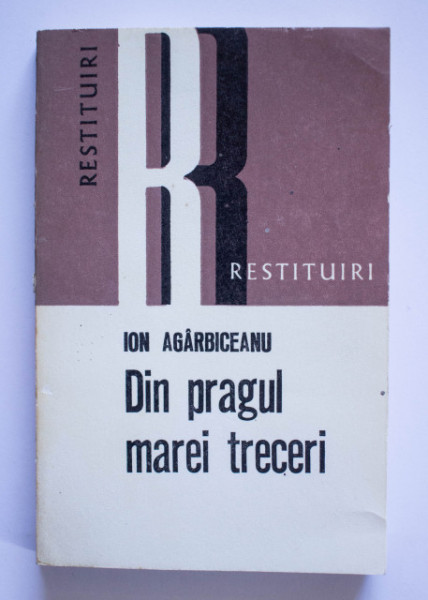 RESTITUIRI
R
RESTITUIRI
ION AGÂRBICEANU
Din pragul
marei treceri